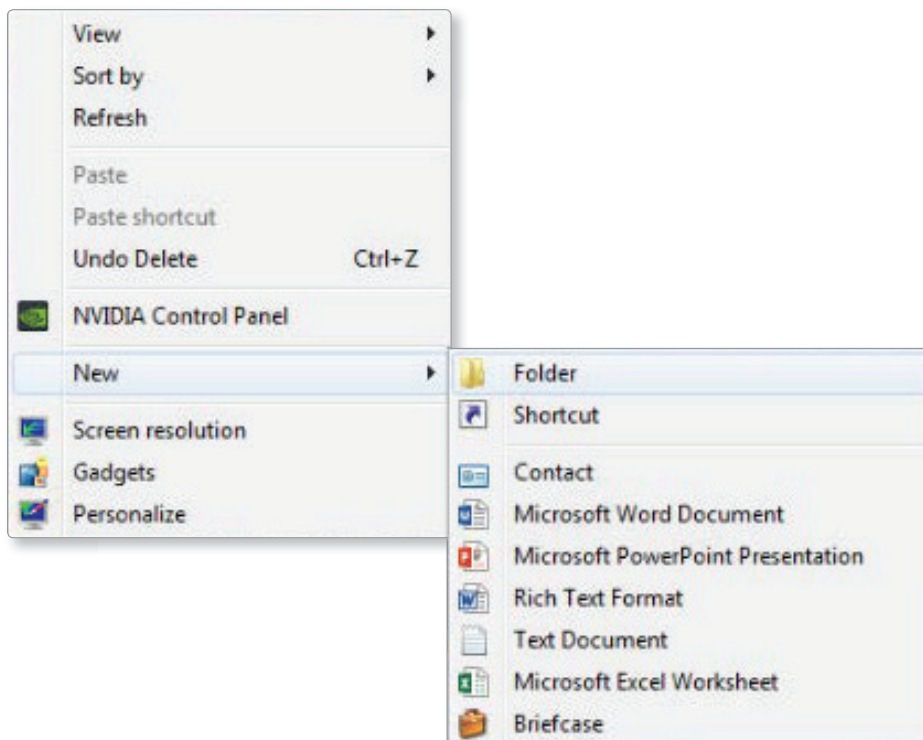 View
Sort by
Refresh
Paste
Paste shortcut
Undo Delete Ctrl+Z
NVIDIA Control Panel
New
Screen resolution
Gadgets
Personalize
Folder
Shortcut
Contact
Microsoft Word Document
Microsoft PowerPoint Presentation
Rich Text Format
Text Document
Microsoft Excel Worksheet
Briefcase